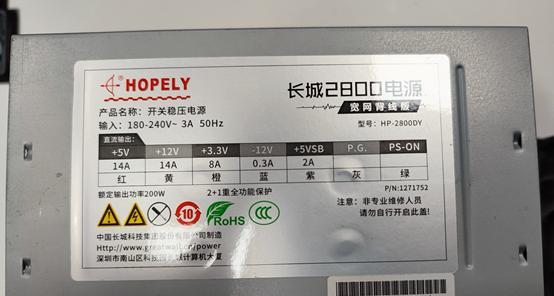 HOPELY
长城2800电源
宽网背线版
产品名称：开关稳压电源
输入：180-240V~ 3A 50Hz
型号：HP-2800DY
直流输出：
+5V +12V +3.3V -12V +5VSB P.G. PS-ON
14A 14A 8A 0.3A 2A
红 黄 橙 蓝 紫 灰 绿
额定输出功率200W
2+1重全功能保护
P/N:1271752
10
RoHS
CCC
注意：非专业维修人员
请勿自行开启此盖！
中国长城科技集团股份有限公司制造
Http://www.greatwall.cn/power
深圳市南山区科技园长城计算机大厦